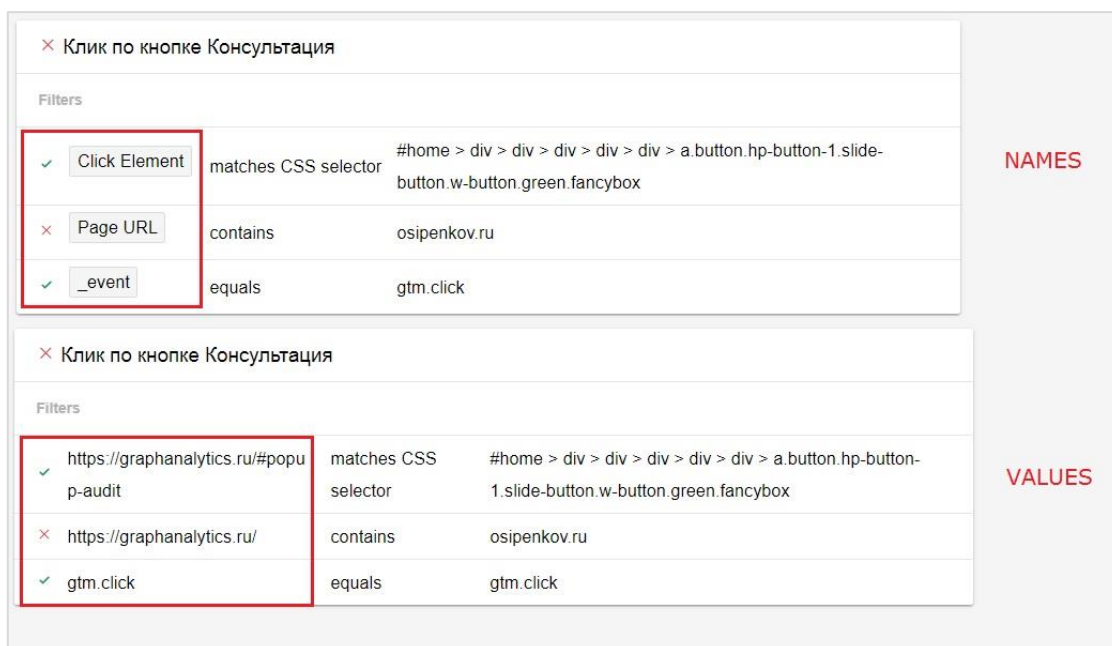 Клик по кнопке Консультация
Filters
Click Element matches CSS selector #home > div > div > div > div > div > a.button.hp-button-1.slide-
button.w-button.green.fancybox
NAMES
Page URL contains osipenkov.ru
_event equals gtm.click
Клик по кнопке Консультация
Filters
https://graphanalytics.ru/#popu matches CSS #home > div > div > div > div > div > a.button.hp-button-
p-audit selector 1.slide-button.w-button.green.fancybox
VALUES
https://graphanalytics.ru/ contains osipenkov.ru
gtm.click equals gtm.click